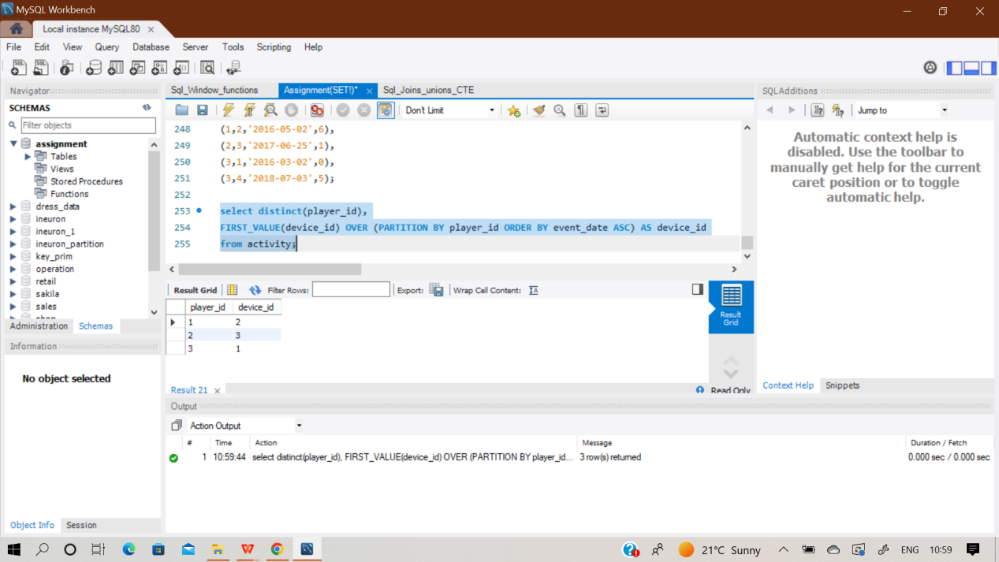 MySQL Workbench
Local instance MySQL80
File Edit View Query Database Server Tools Scripting Help
Navigator
SCHEMAS
Filter objects
assignment
Tables
Views
Stored Procedures
Functions
dress_data
ineuron
ineuron_1
ineuron_partition
key_prim
operation
retail
sakila
sales
Administration Schemas
Information
No object selected
Object Info Session
Sql_Window_functions Assignment(SET!)* Sql_Joins_unions_CTE
Don't Limit
248 (1,2,'2016-05-02',6),
249 (2,3,'2017-06-25',1),
250 (3,1,'2016-03-02',0),
251 (3,4,'2018-07-03',5);
252
253 select distinct(player_id),
254 FIRST_VALUE(device_id) OVER (PARTITION BY player_id ORDER BY event_date ASC) AS device_id
255 from activity;
Result Grid Filter Rows: Export: Wrap Cell Content:
player_id device_id
1 2
2 3
3 1
Result Grid
Result 21 Read Only
SQLAdditions
Jump to
Automatic context help is
disabled. Use the toolbar to
manually get help for the current
caret position or to toggle
automatic help.
Context Help Snippets
Output
Action Output
# Time Action Message Duration / Fetch
1 10:59:44 select distinct(player_id), FIRST_VALUE(device_id) OVER (PARTITION BY player_id... 3 row(s) returned 0.000 sec / 0.000 sec
21°C Sunny ENG 10:59